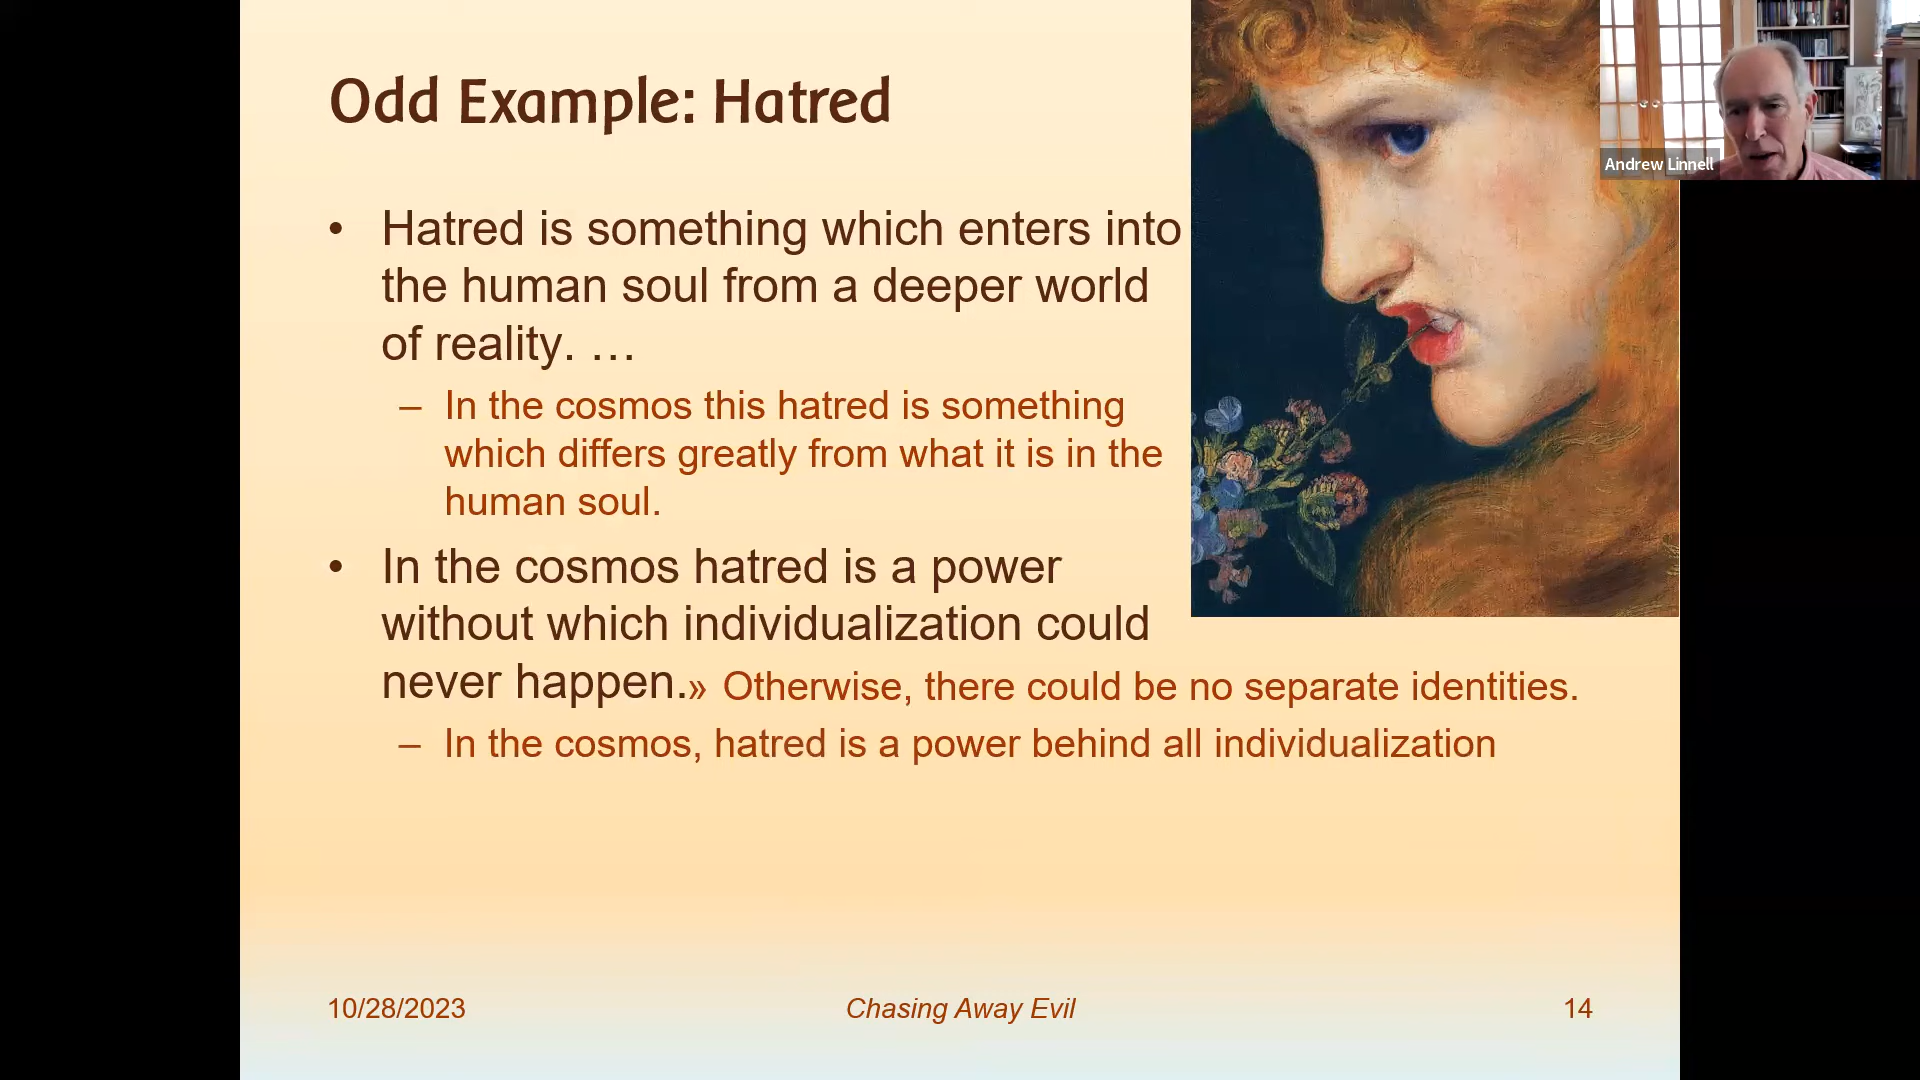 Odd Example: Hatred
Andrew Linnell
• Hatred is something which enters into
the human soul from a deeper world
of reality. …
– In the cosmos this hatred is something
which differs greatly from what it is in the
human soul.
• In the cosmos hatred is a power
without which individualization could
never happen.» Otherwise, there could be no separate identities.
– In the cosmos, hatred is a power behind all individualization
10/28/2023 Chasing Away Evil 14